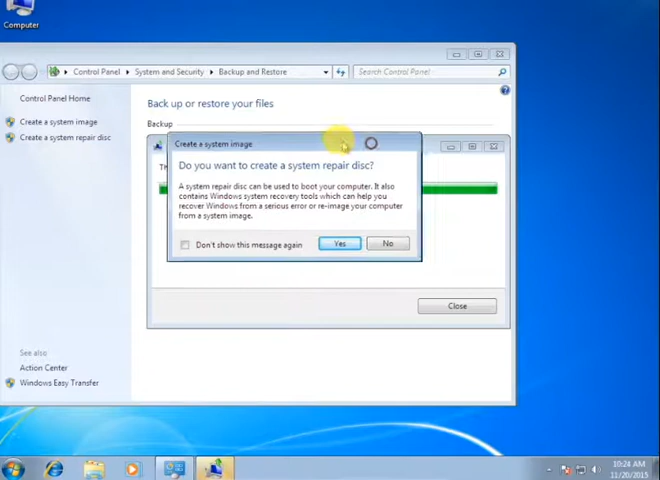 Computer
Control Panel
System and Security
Backup and Restore
Search Control Panel
Control Panel Home
Create a system image
Create a system repair disc
Back up or restore your files
Backup
Create a system image
Do you want to create a system repair disc?
A system repair disc can be used to boot your computer. It also
contains Windows system recovery tools which can help you
recover Windows from a serious error or re-image your computer
from a system image.
Don't show this message again
Yes
No
Close
See also
Action Center
Windows Easy Transfer
10:24 AM
11/20/2015